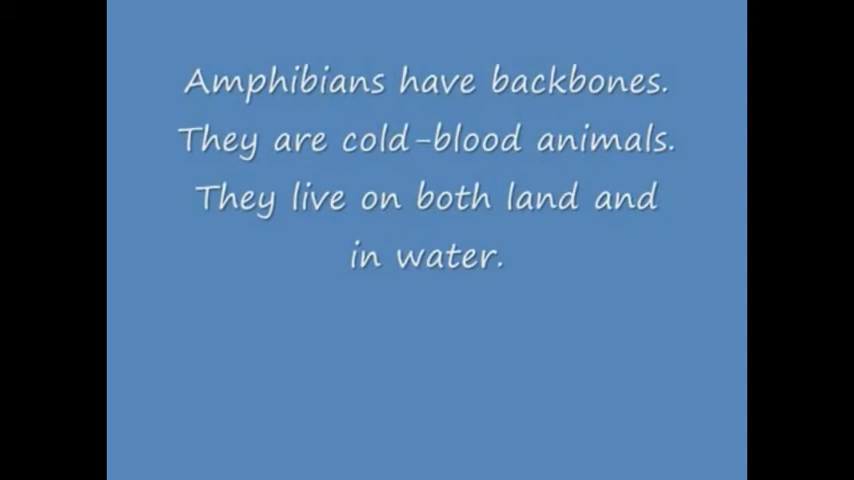 Amphibians have backbones.
They are cold-blood animals.
They live on both land and
in water.